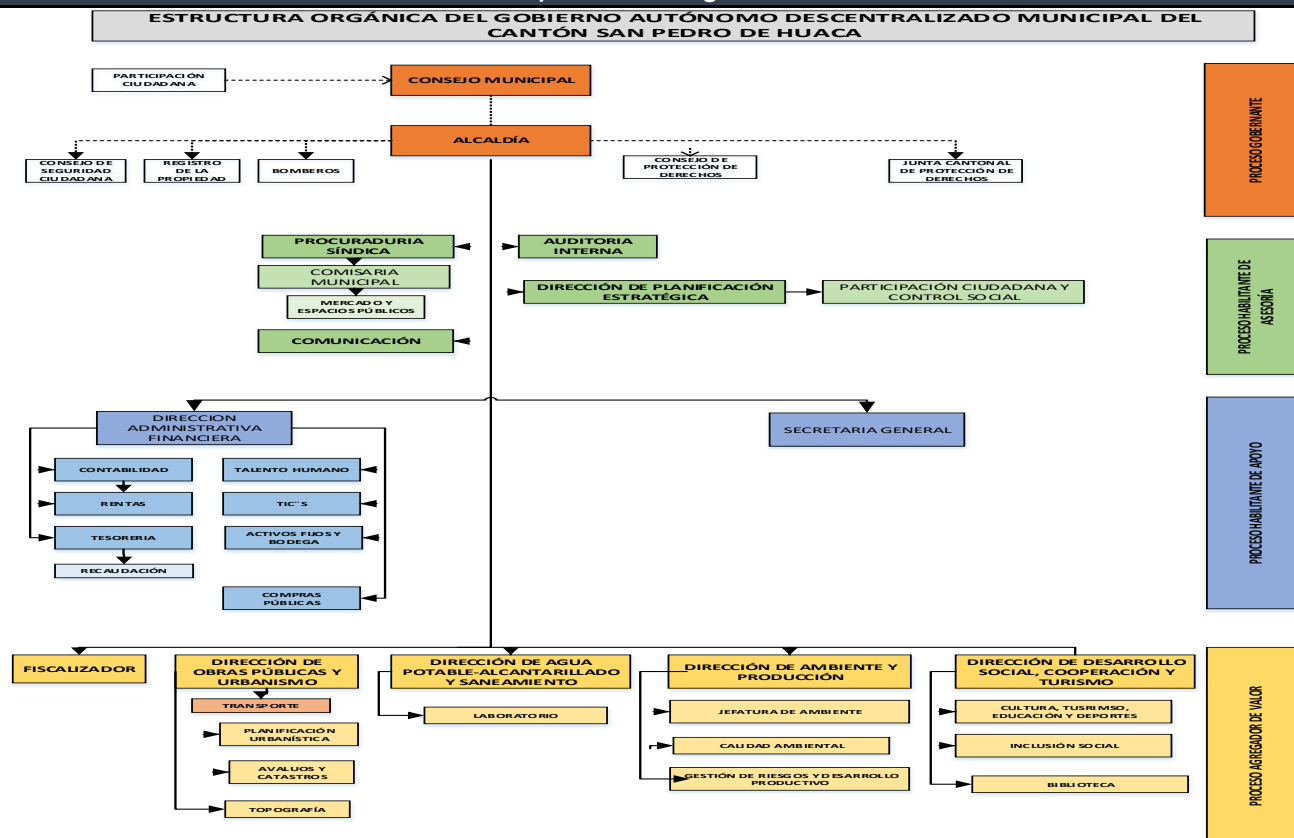 ESTRUCTURA ORGÁNICA DEL GOBIERNO AUTÓNOMO DESCENTRALIZADO MUNICIPAL DEL
CANTÓN SAN PEDRO DE HUACA
PARTICIPACIÓN
CIUDADANA
CONSEJO MUNICIPAL
ALCALDÍA
CONSEJO DE
SEGURIDAD
CIUDADANA
REGISTRO
DE LA
PROPIEDAD
BOMBEROS
CONSEJO DE
PROTECCIÓN DE
DERECHOS
JUNTA CANTONAL
DE PROTECCIÓN DE
DERECHOS
PROCESO GOBERNANTE
PROCURADURIA
SÍNDICA
AUDITORIA
INTERNA
COMISARIA
MUNICIPAL
MERCADO Y
ESPACIOS PÚBLICOS
DIRECCIÓN DE PLANIFICACIÓN
ESTRATÉGICA
PARTICIPACIÓN CIUDADANA Y
CONTROL SOCIAL
COMUNICACIÓN
PROCESO HABILITANTE DE
ASESORÍA
DIRECCION
ADMINISTRATIVA
FINANCIERA
SECRETARIA GENERAL
CONTABILIDAD
TALENTO HUMANO
RENTAS
TIC¨S
TESORERIA
ACTIVOS FIJOS Y
BODEGA
RECAUDACIÓN
COMPRAS
PÚBLICAS
PROCESO HABILITANTE DE APOYO
FISCALIZADOR
DIRECCIÓN DE
OBRAS PÚBLICAS Y
URBANISMO
TRANSPORTE
PLANIFICACIÓN
URBANÍSTICA
AVALUOS Y
CATASTROS
TOPOGRAFÍA
DIRECCIÓN DE AGUA
POTABLE-ALCANTARILLADO
Y SANEAMIENTO
LABORATORIO
DIRECCIÓN DE AMBIENTE Y
PRODUCCIÓN
JEFATURA DE AMBIENTE
CALIDAD AMBIENTAL
GESTIÓN DE RIESGOS Y DESARROLLO
PRODUCTIVO
DIRECCIÓN DE DESARROLLO
SOCIAL, COOPERACIÓN Y
TURISMO
CULTURA, TUSRIMSO,
EDUCACIÓN Y DEPORTES
INCLUSIÓN SOCIAL
BIBLIOTECA
PROCESO AGREGADOR DE VALOR